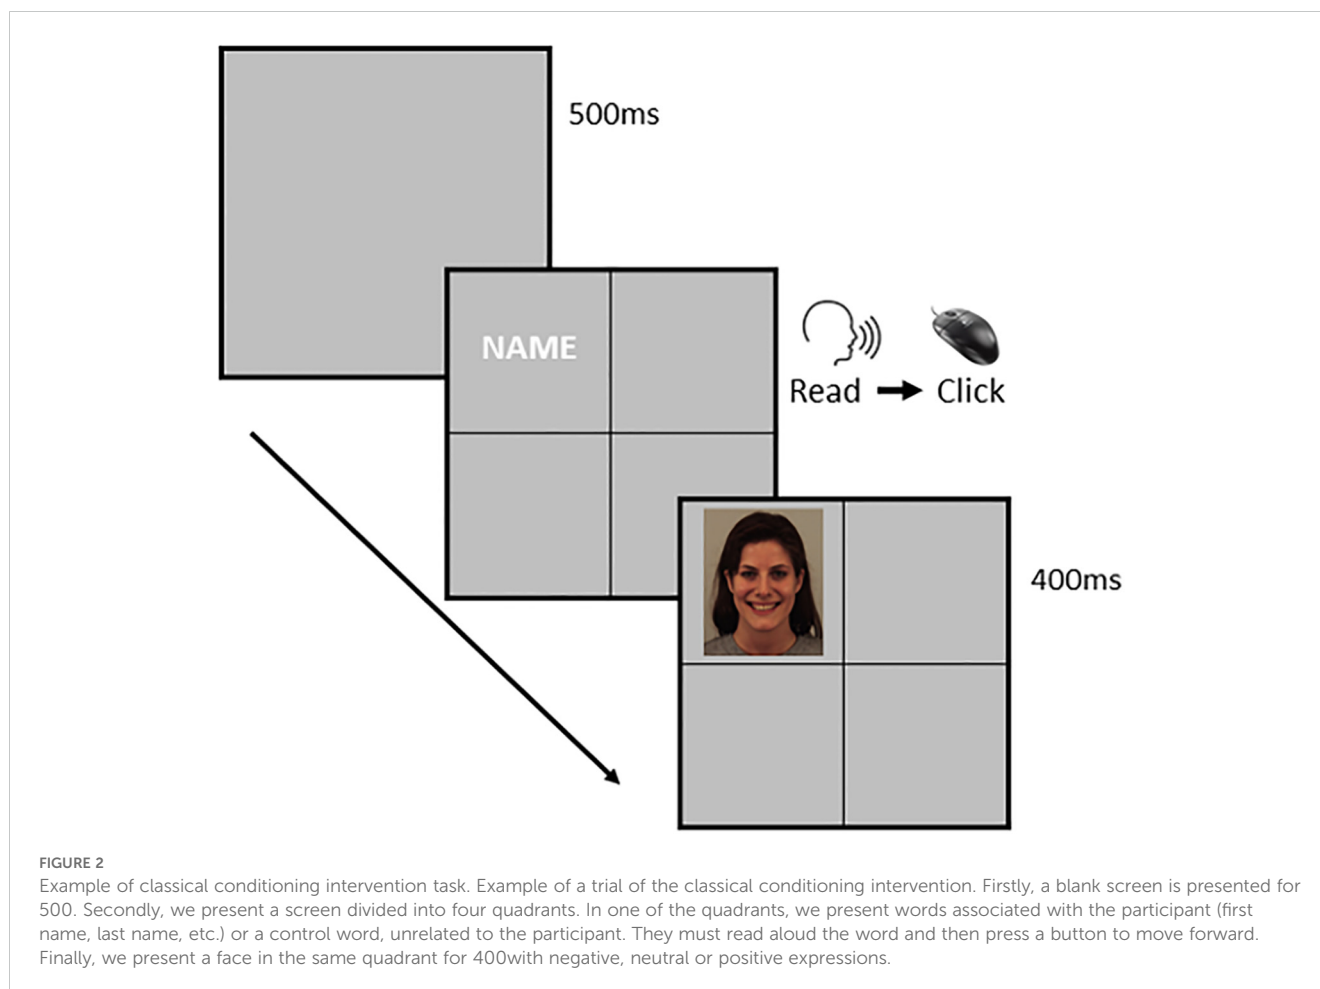 500ms
NAME
Read
Click
400ms
FIGURE 2
Example of classical conditioning intervention task. Example of a trial of the classical conditioning intervention. Firstly, a blank screen is presented for
500. Secondly, we present a screen divided into four quadrants. In one of the quadrants, we present words associated with the participant (first
name, last name, etc.) or a control word, unrelated to the participant. They must read aloud the word and then press a button to move forward.
Finally, we present a face in the same quadrant for 400with negative, neutral or positive expressions.